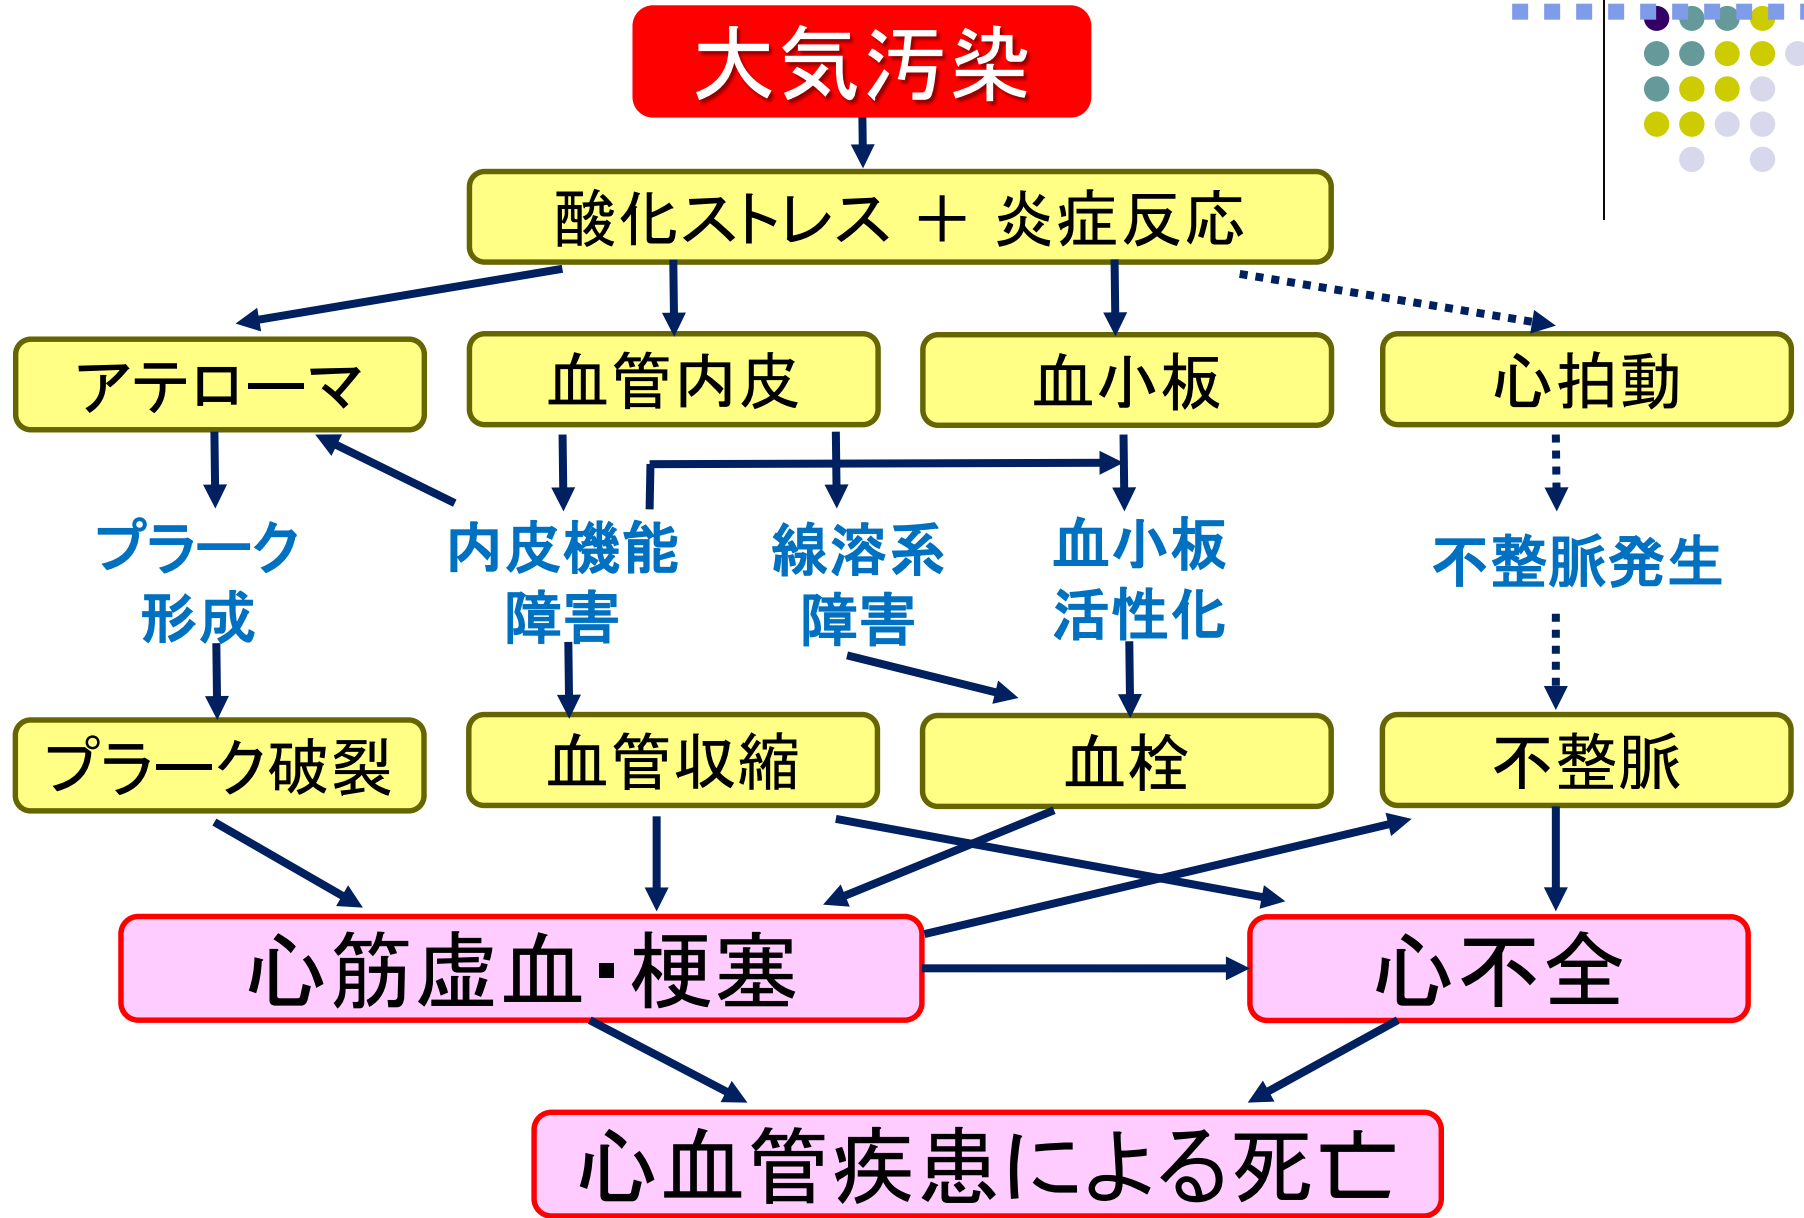 大気汚染
酸化ストレス ＋ 炎症反応
アテローマ
血管内皮
血小板
心拍動
プラーク
形成
内皮機能
障害
線溶系
障害
血小板
活性化
不整脈発生
プラーク破裂
血管収縮
血栓
不整脈
心筋虚血・梗塞
心不全
心血管疾患による死亡